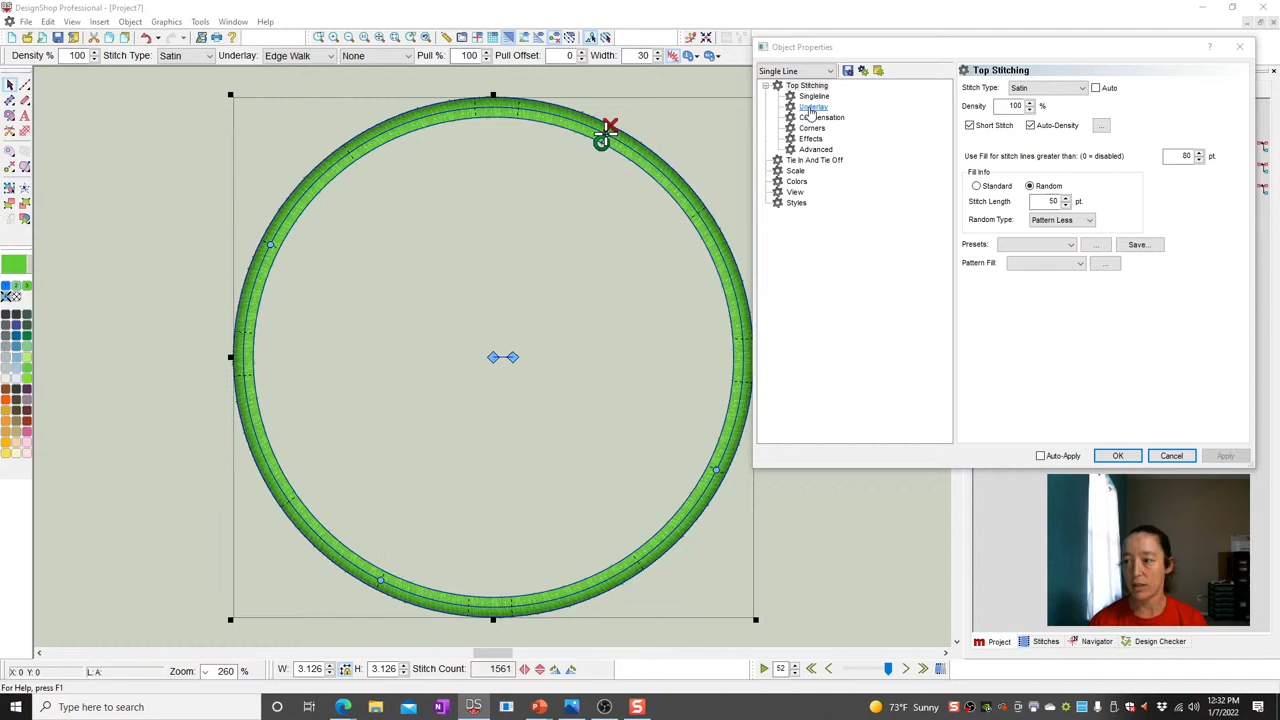 DesignShop Professional - [Project7]
File Edit View Insert Object Graphics Tools Window Help
Density % 100 Stitch Type: Satin Underlay: Edge Walk None Pull % 100 Pull Offset: 0 Width: 30
Object Properties
Single Line
Top Stitching
Singleline
Underlay
Compensation
Corners
Effects
Advanced
Tie In And Tie Off
Scale
Colors
View
Styles
Top Stitching
Stitch Type: Satin Auto
Density 100 %
Short Stitch Auto-Density ...
Use Fill for stitch lines greater than: (0 = disabled) 80 pt.
Fill Info
Standard Random
Stitch Length 50 pt.
Random Type: Pattern Less
Presets: ... Save...
Pattern Fill: ...
Auto-Apply OK Cancel Apply
1 2 3
Project Stitches Navigator Design Checker
X: 0 Y: 0 L: A: Zoom: 260 % W: 3.126 H: 3.126 Stitch Count: 1561 52
For Help, press F1
Type here to search
DS
73°F Sunny
12:32 PM
1/7/2022